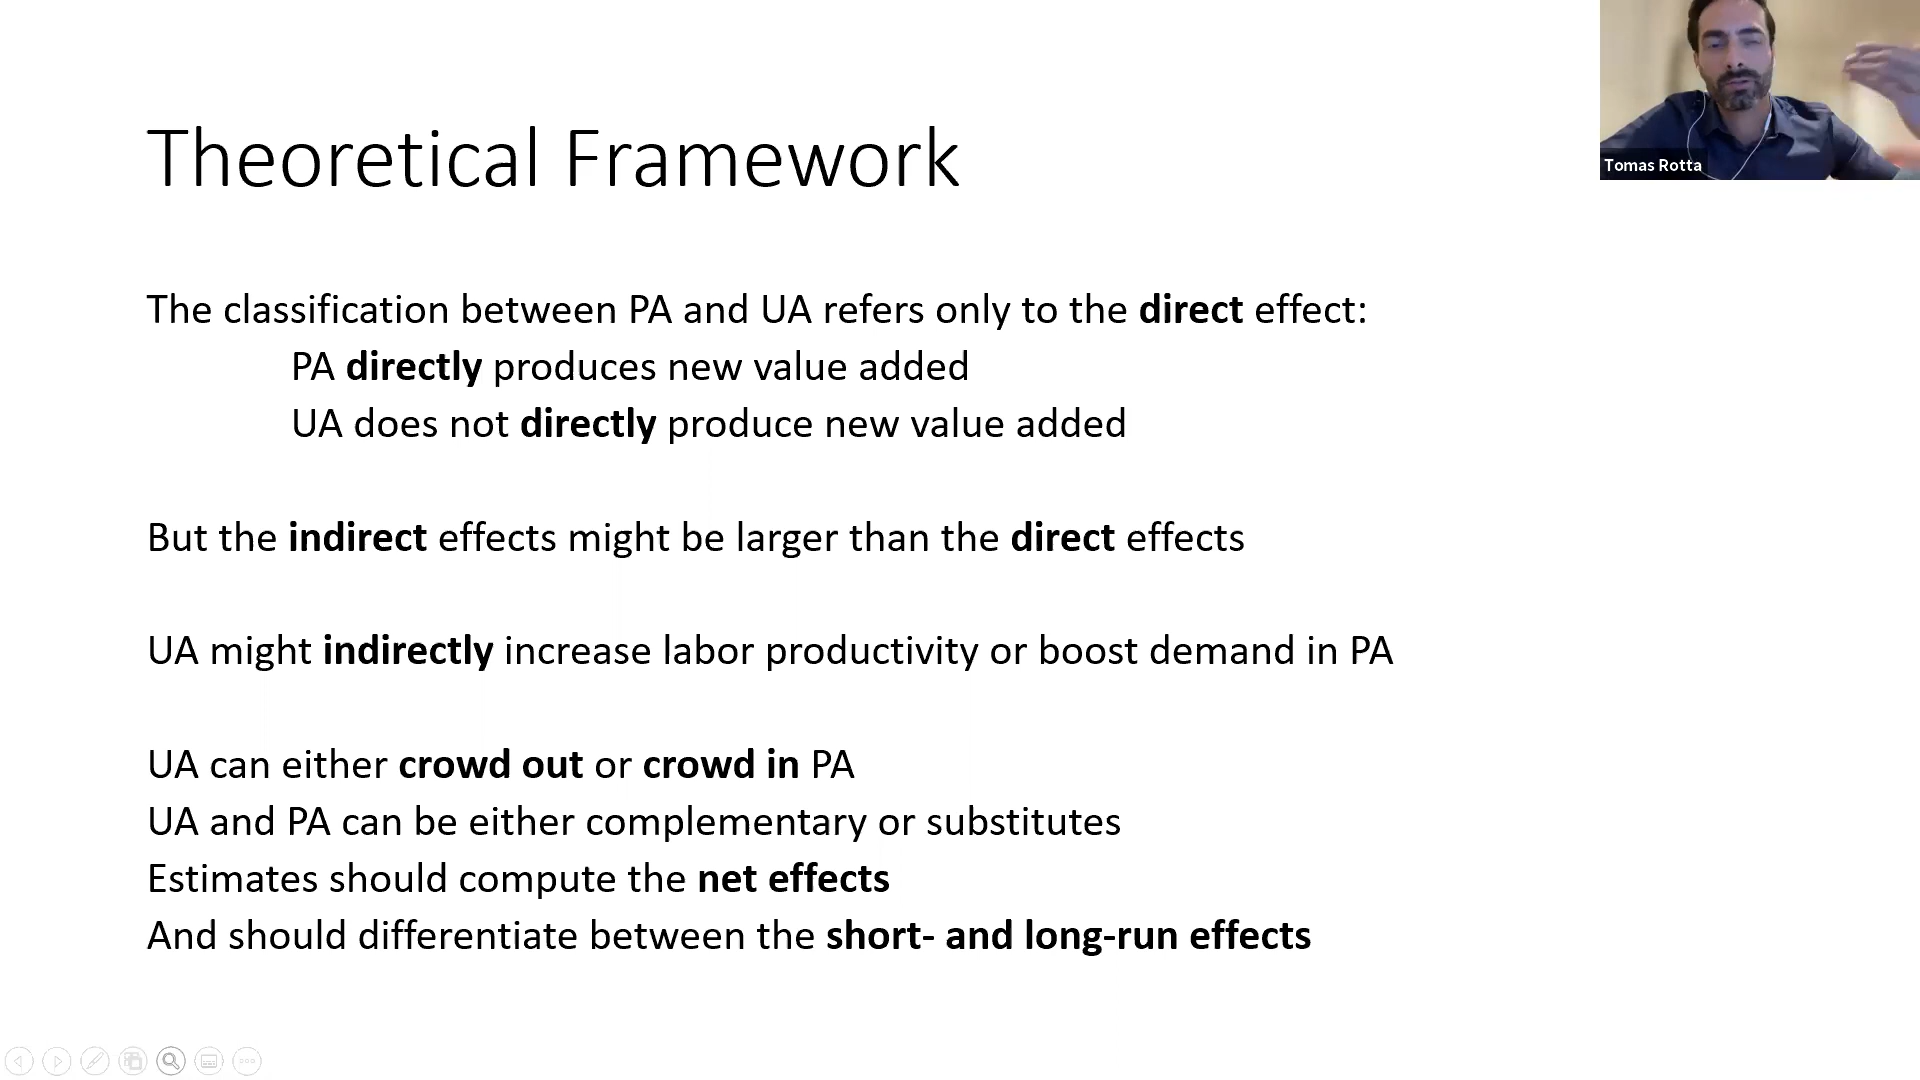 Theoretical Framework
Tomas Rotta
The classification between PA and UA refers only to the direct effect:
PA directly produces new value added
UA does not directly produce new value added
But the indirect effects might be larger than the direct effects
UA might indirectly increase labor productivity or boost demand in PA
UA can either crowd out or crowd in PA
UA and PA can be either complementary or substitutes
Estimates should compute the net effects
And should differentiate between the short- and long-run effects